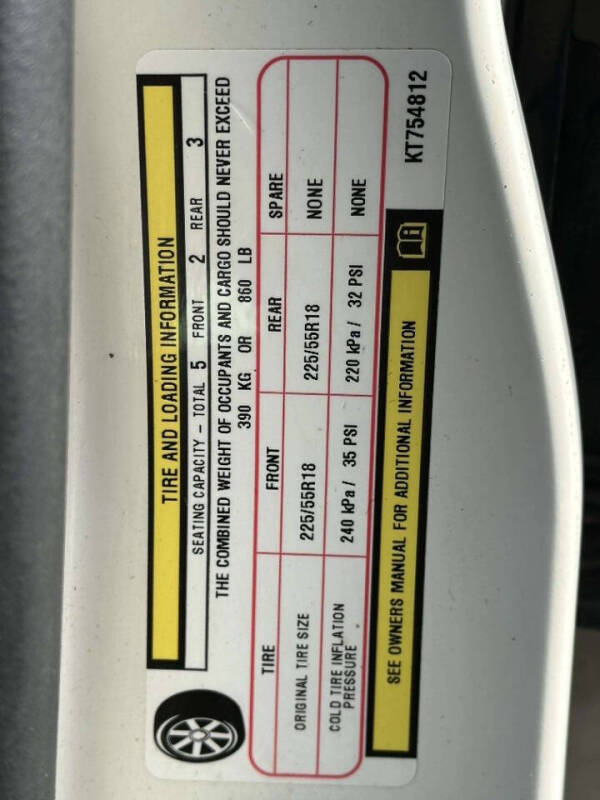 TIRE AND LOADING INFORMATION
SEATING CAPACITY – TOTAL 5 FRONT 2 REAR 3
THE COMBINED WEIGHT OF OCCUPANTS AND CARGO SHOULD NEVER EXCEED
390 KG OR 860 LB
TIRE FRONT REAR SPARE
ORIGINAL TIRE SIZE 225/55R18 225/55R18 NONE
COLD TIRE INFLATION
PRESSURE 240 kPa / 35 PSI 220 kPa / 32 PSI NONE
SEE OWNERS MANUAL FOR ADDITIONAL INFORMATION
KT754812